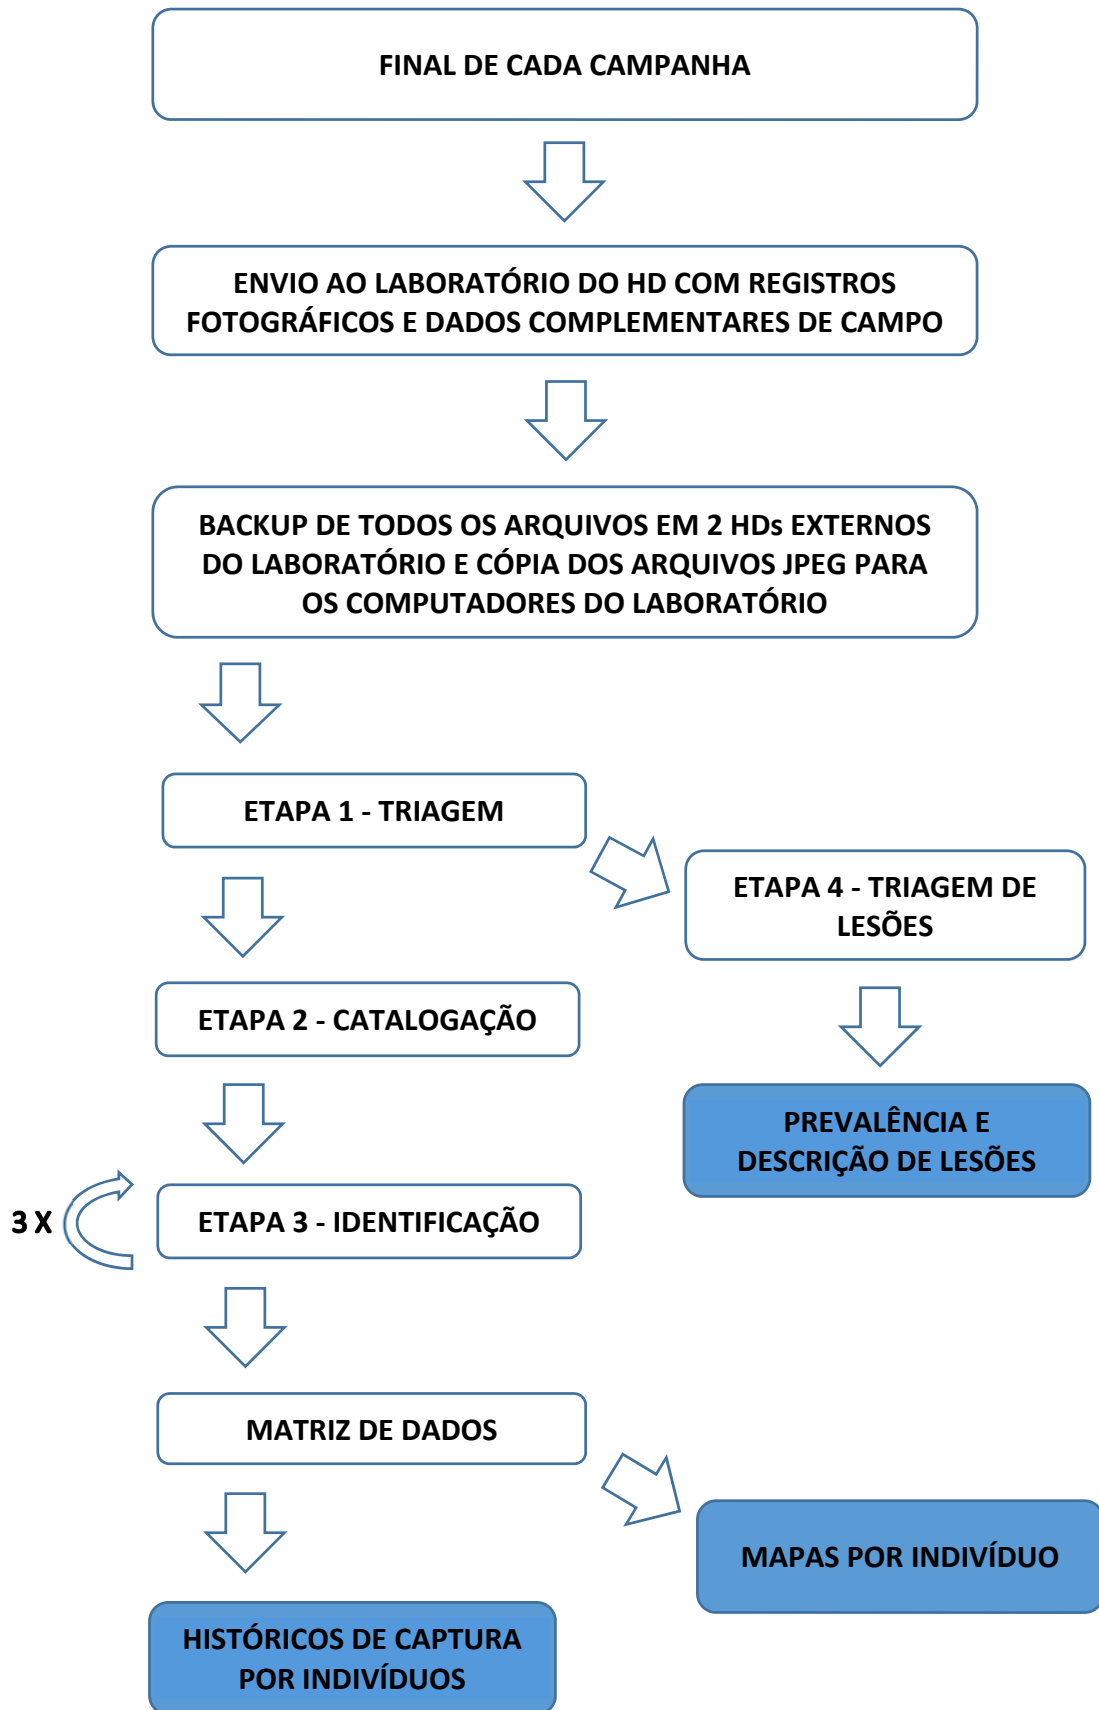 FINAL DE CADA CAMPANHA
ENVIO AO LABORATÓRIO DO HD COM REGISTROS
FOTOGRÁFICOS E DADOS COMPLEMENTARES DE CAMPO
BACKUP DE TODOS OS ARQUIVOS EM 2 HDs EXTERNOS
DO LABORATÓRIO E CÓPIA DOS ARQUIVOS JPEG PARA
OS COMPUTADORES DO LABORATÓRIO
ETAPA 1 - TRIAGEM
ETAPA 4 - TRIAGEM DE
LESÕES
ETAPA 2 - CATALOGAÇÃO
PREVALÊNCIA E
DESCRIÇÃO DE LESÕES
3 X
ETAPA 3 - IDENTIFICAÇÃO
MATRIZ DE DADOS
MAPAS POR INDIVÍDUO
HISTÓRICOS DE CAPTURA
POR INDIVÍDUOS